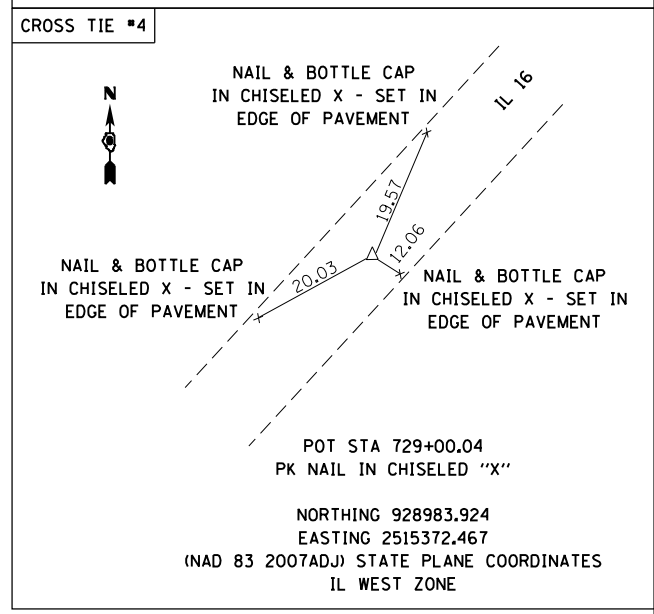 CROSS TIE #4
NAIL & BOTTLE CAP
IN CHISELED X - SET IN
EDGE OF PAVEMENT
IL 16
N
19.57
12.06
20.03
NAIL & BOTTLE CAP
IN CHISELED X - SET IN
EDGE OF PAVEMENT
NAIL & BOTTLE CAP
IN CHISELED X - SET IN
EDGE OF PAVEMENT
POT STA 729+00.04
PK NAIL IN CHISELED "X"
NORTHING 928983.924
EASTING 2515372.467
(NAD 83 2007ADJ) STATE PLANE COORDINATES
IL WEST ZONE